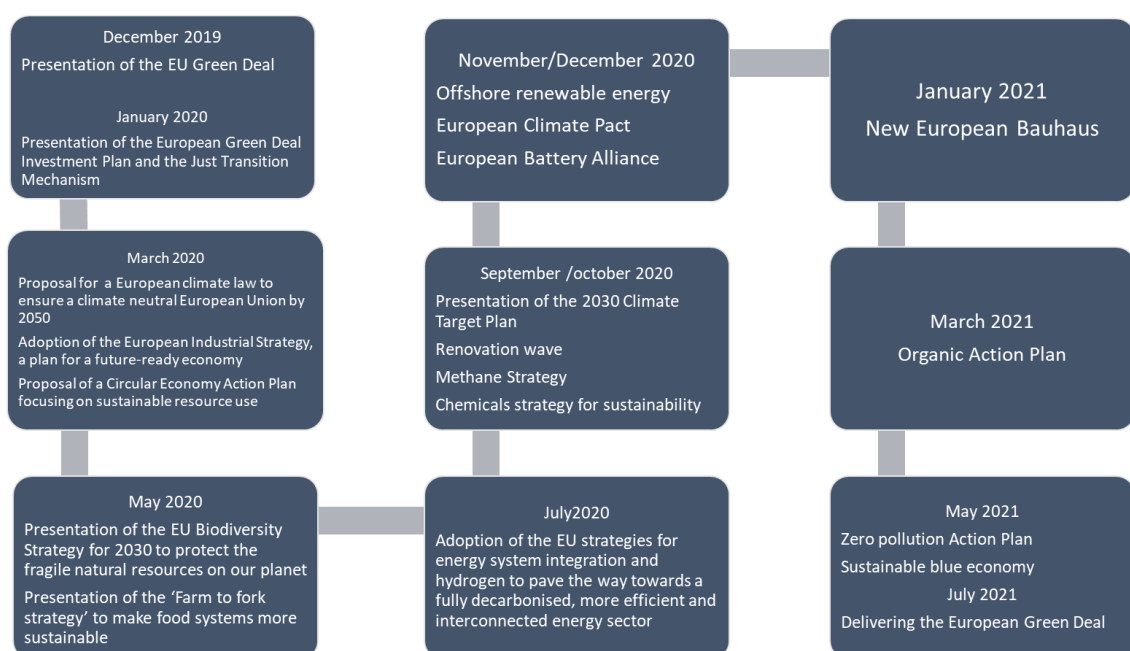 December 2019
Presentation of the EU Green Deal
January 2020
Presentation of the European Green Deal
Investment Plan and the Just Transition
Mechanism
March 2020
Proposal for a European climate law to
ensure a climate neutral European Union by
2050
Adoption of the European Industrial Strategy,
a plan for a future-ready economy
Proposal of a Circular Economy Action Plan
focusing on sustainable resource use
May 2020
Presentation of the EU Biodiversity
Strategy for 2030 to protect the
fragile natural resources on our planet
Presentation of the ‘Farm to fork
strategy’ to make food systems more
sustainable
July2020
Adoption of the EU strategies for
energy system integration and
hydrogen to pave the way towards a
fully decarbonised, more efficient and
interconnected energy sector
September /october 2020
Presentation of the 2030 Climate
Target Plan
Renovation wave
Methane Strategy
Chemicals strategy for sustainability
November/December 2020
Offshore renewable energy
European Climate Pact
European Battery Alliance
January 2021
New European Bauhaus
March 2021
Organic Action Plan
May 2021
Zero pollution Action Plan
Sustainable blue economy
July 2021
Delivering the European Green Deal